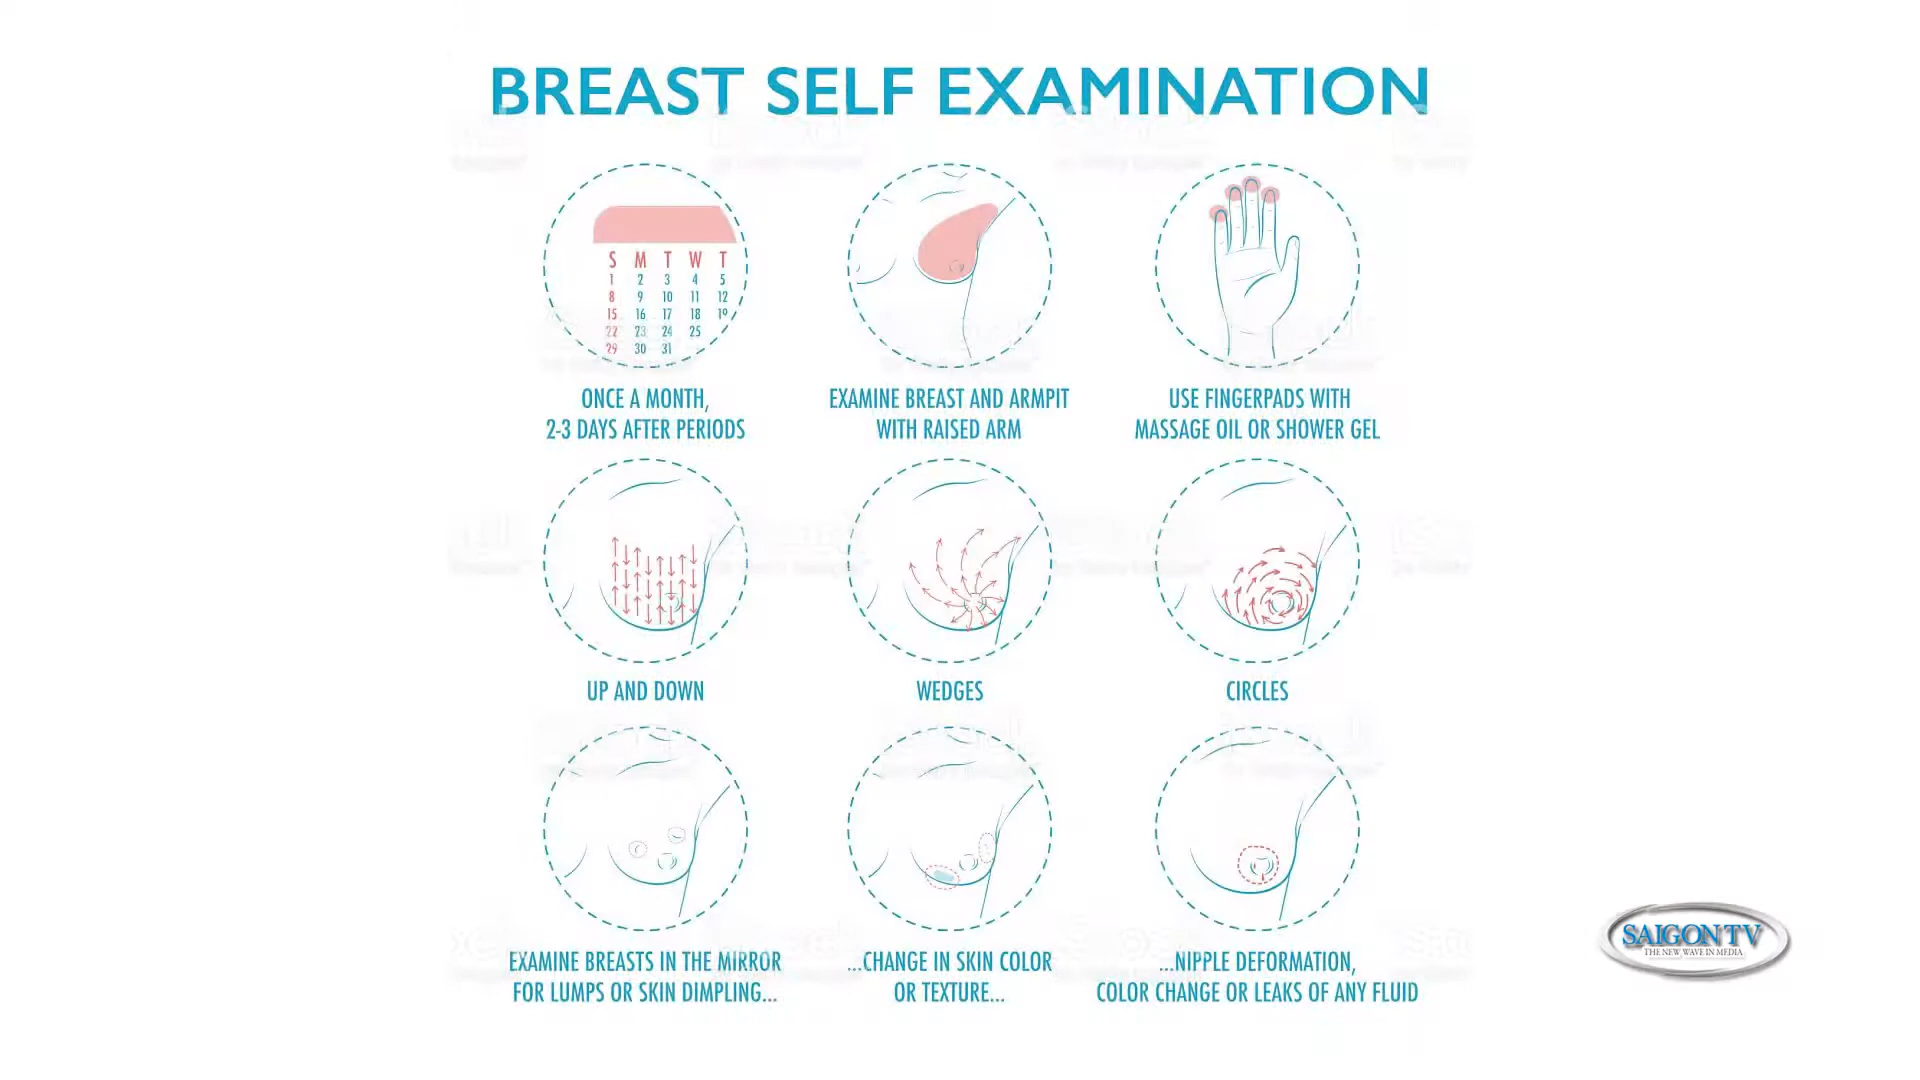 BREAST SELF EXAMINATION
S M T W T
1 2 3 4 5
8 9 10 11 12
15 16 17 18 19
22 23 24 25
29 30 31
ONCE A MONTH,
2-3 DAYS AFTER PERIODS
EXAMINE BREAST AND ARMPIT
WITH RAISED ARM
USE FINGERPADS WITH
MASSAGE OIL OR SHOWER GEL
UP AND DOWN
WEDGES
CIRCLES
EXAMINE BREASTS IN THE MIRROR
FOR LUMPS OR SKIN DIMPLING...
...CHANGE IN SKIN COLOR
OR TEXTURE...
...NIPPLE DEFORMATION,
COLOR CHANGE OR LEAKS OF ANY FLUID
SAIGON TV
THE NEW WAVE IN MEDIA